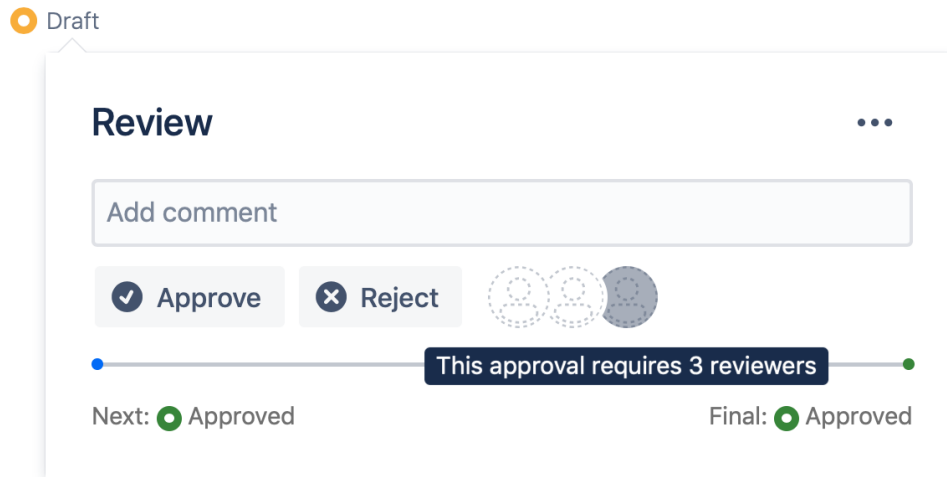 Draft
Review
Add comment
Approve Reject
This approval requires 3 reviewers
Next: Approved Final: Approved